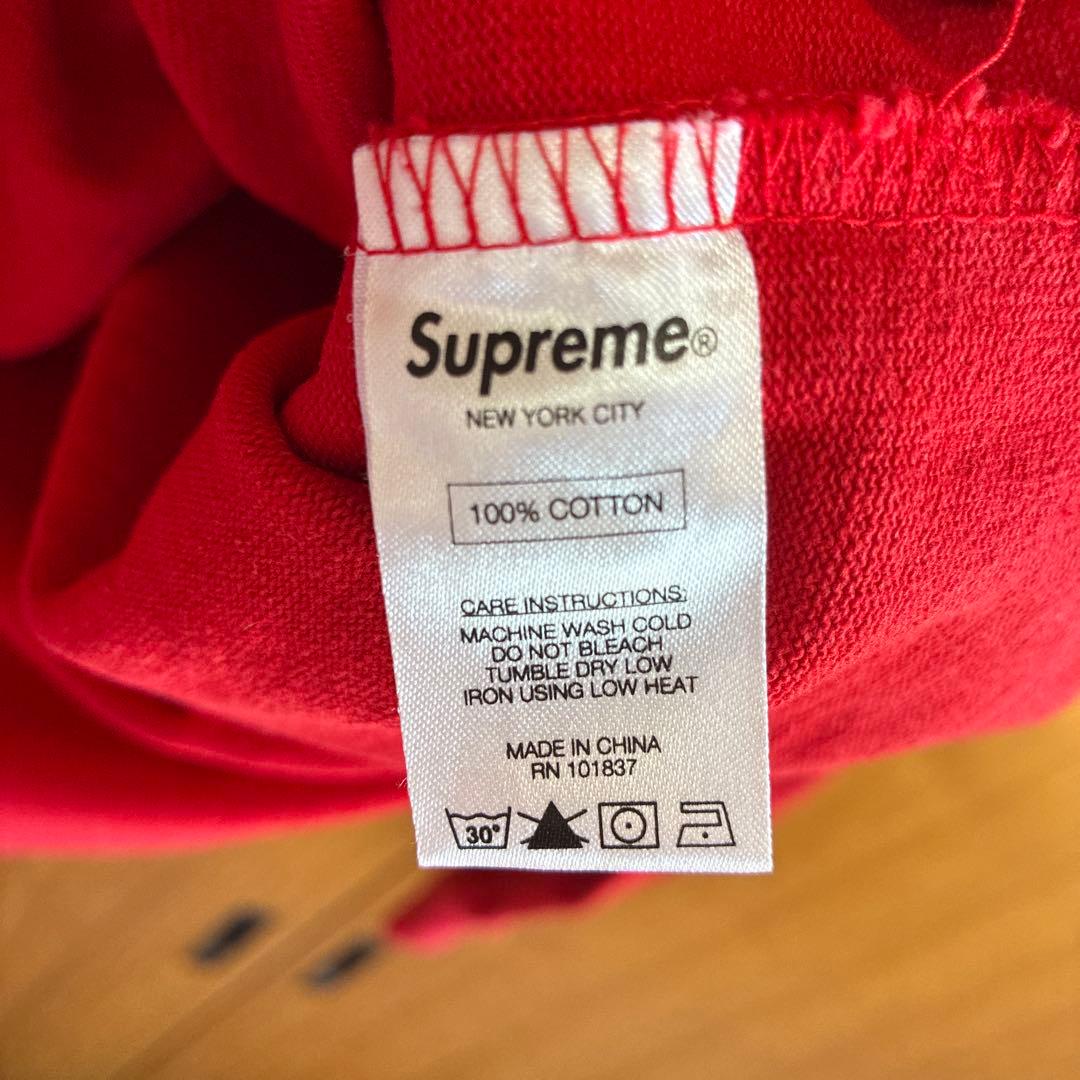 Supreme®
NEW YORK CITY
100% COTTON
CARE INSTRUCTIONS:
MACHINE WASH COLD
DO NOT BLEACH
TUMBLE DRY LOW
IRON USING LOW HEAT
MADE IN CHINA
RN 101837
30°